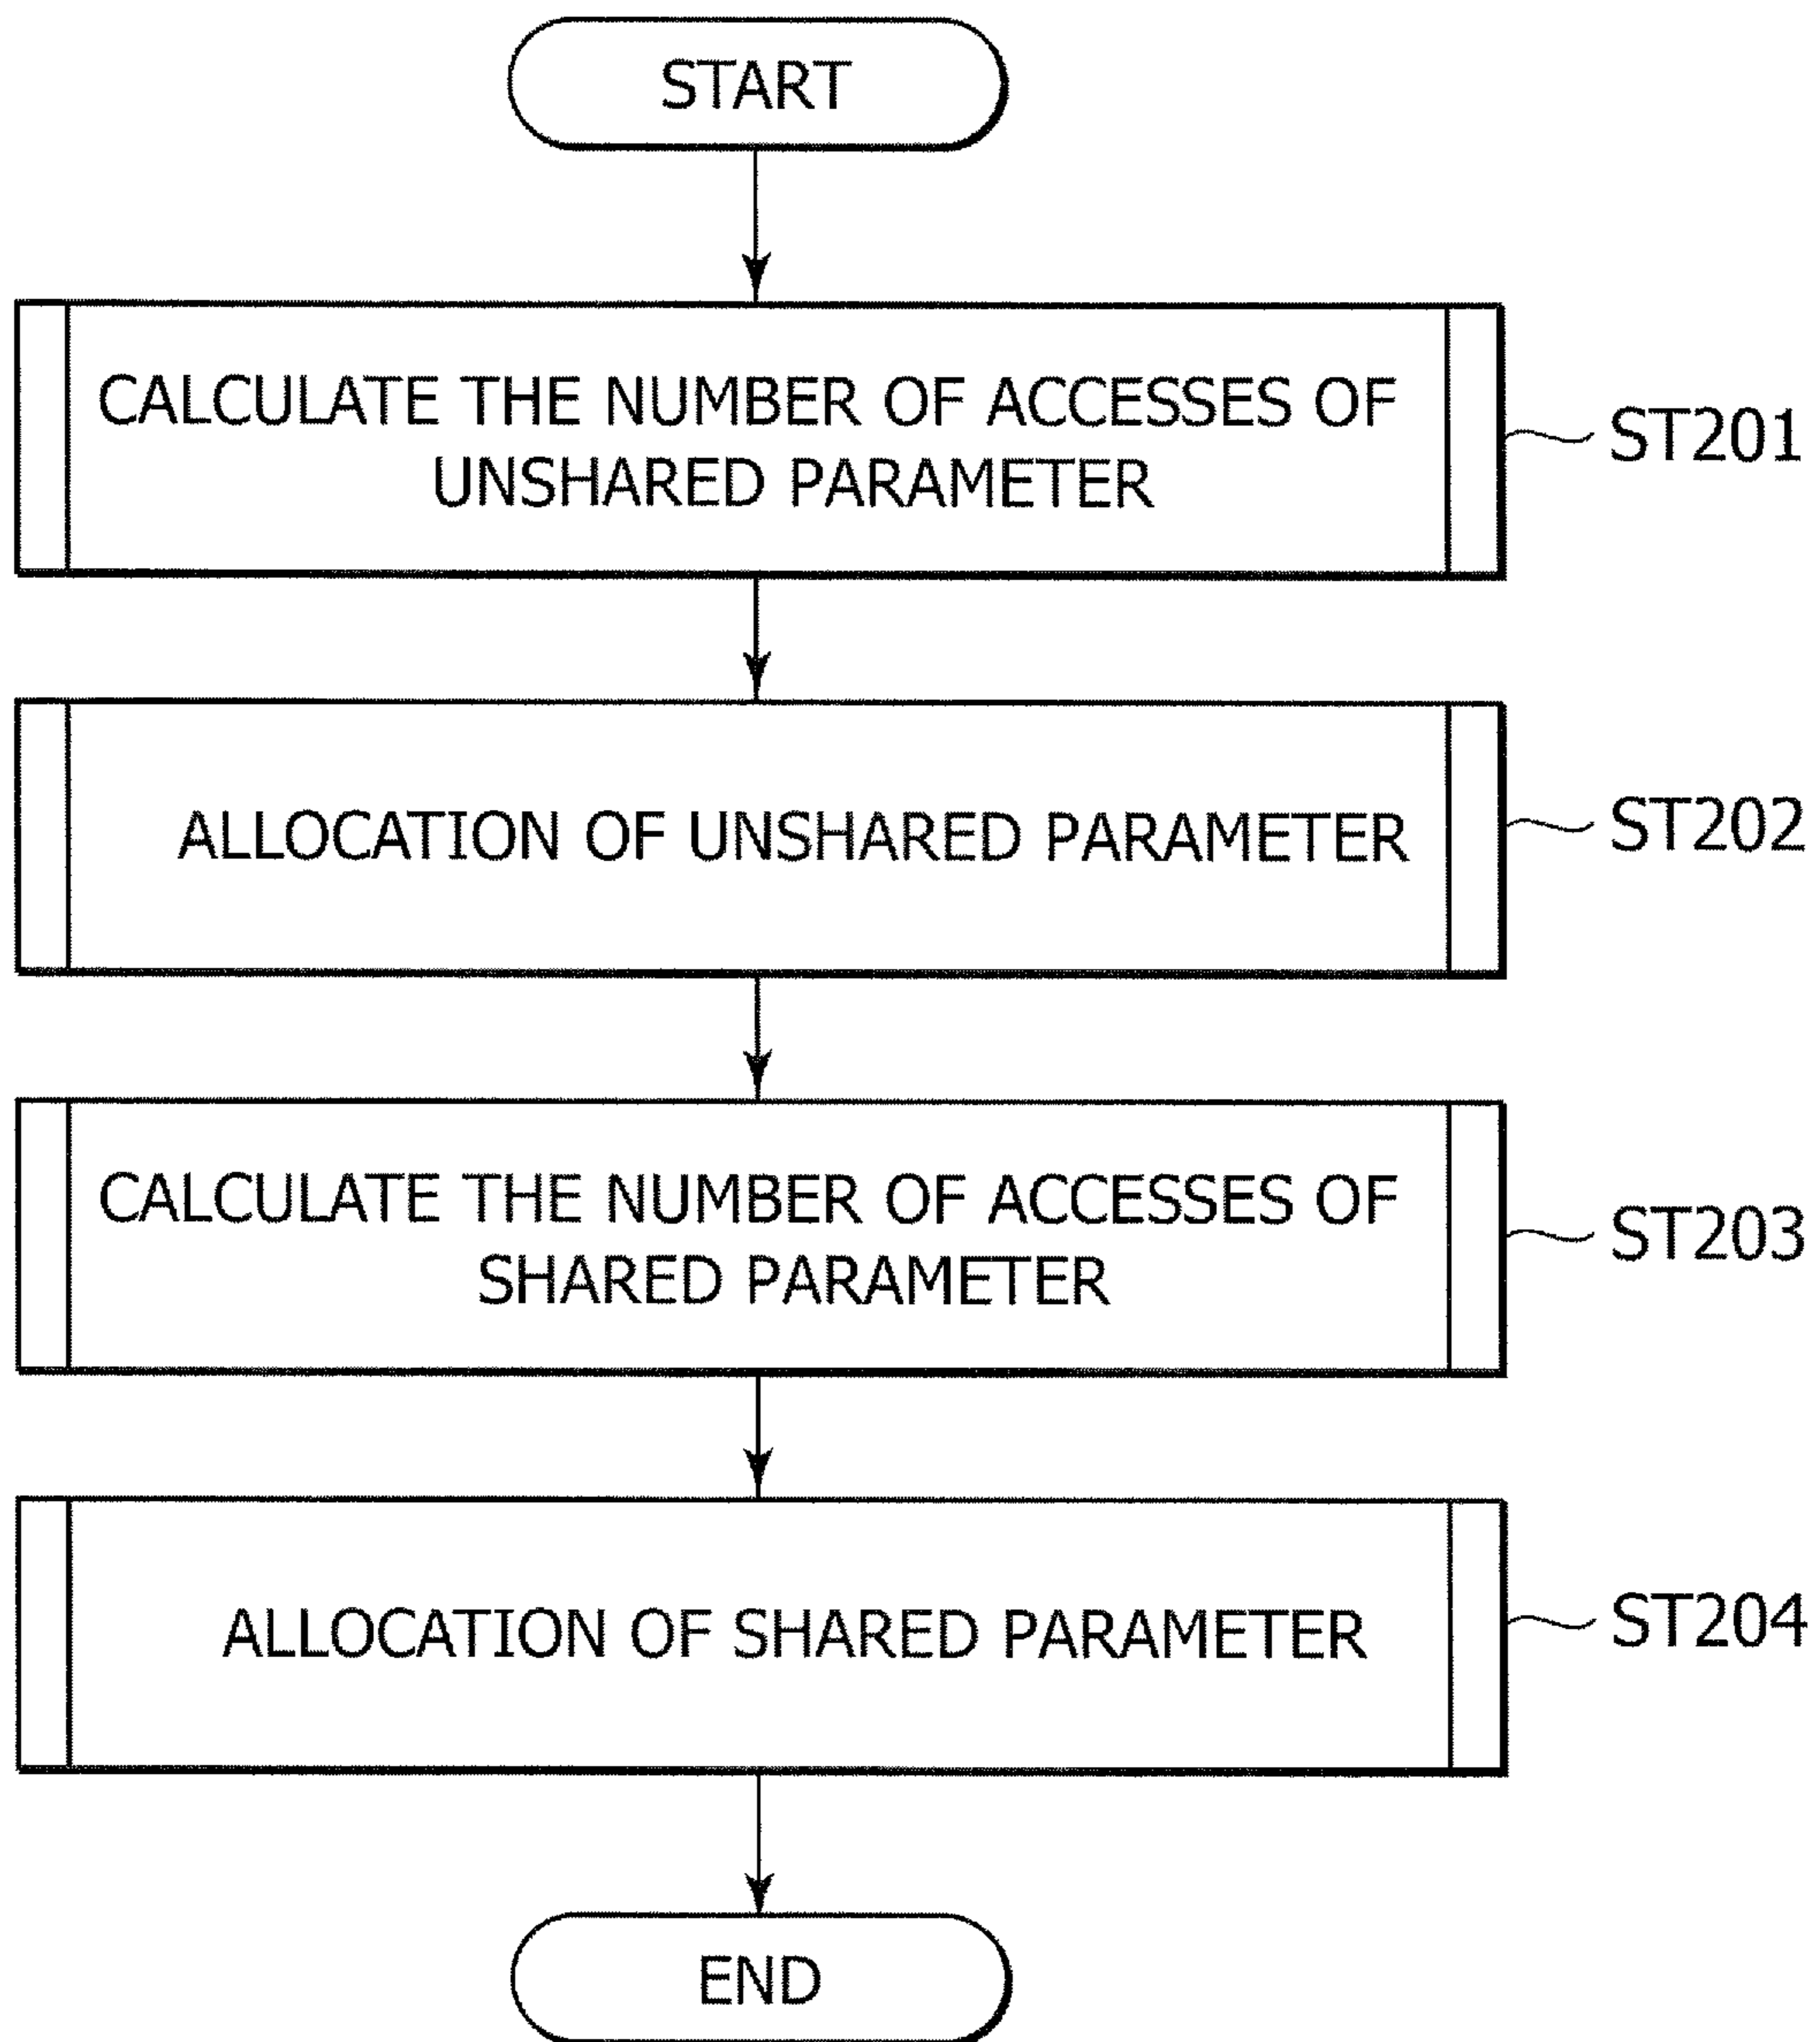 START
CALCULATE THE NUMBER OF ACCESSES OF
UNSHARED PARAMETER
ST201
ALLOCATION OF UNSHARED PARAMETER
ST202
CALCULATE THE NUMBER OF ACCESSES OF
SHARED PARAMETER
ST203
ALLOCATION OF SHARED PARAMETER
ST204
END